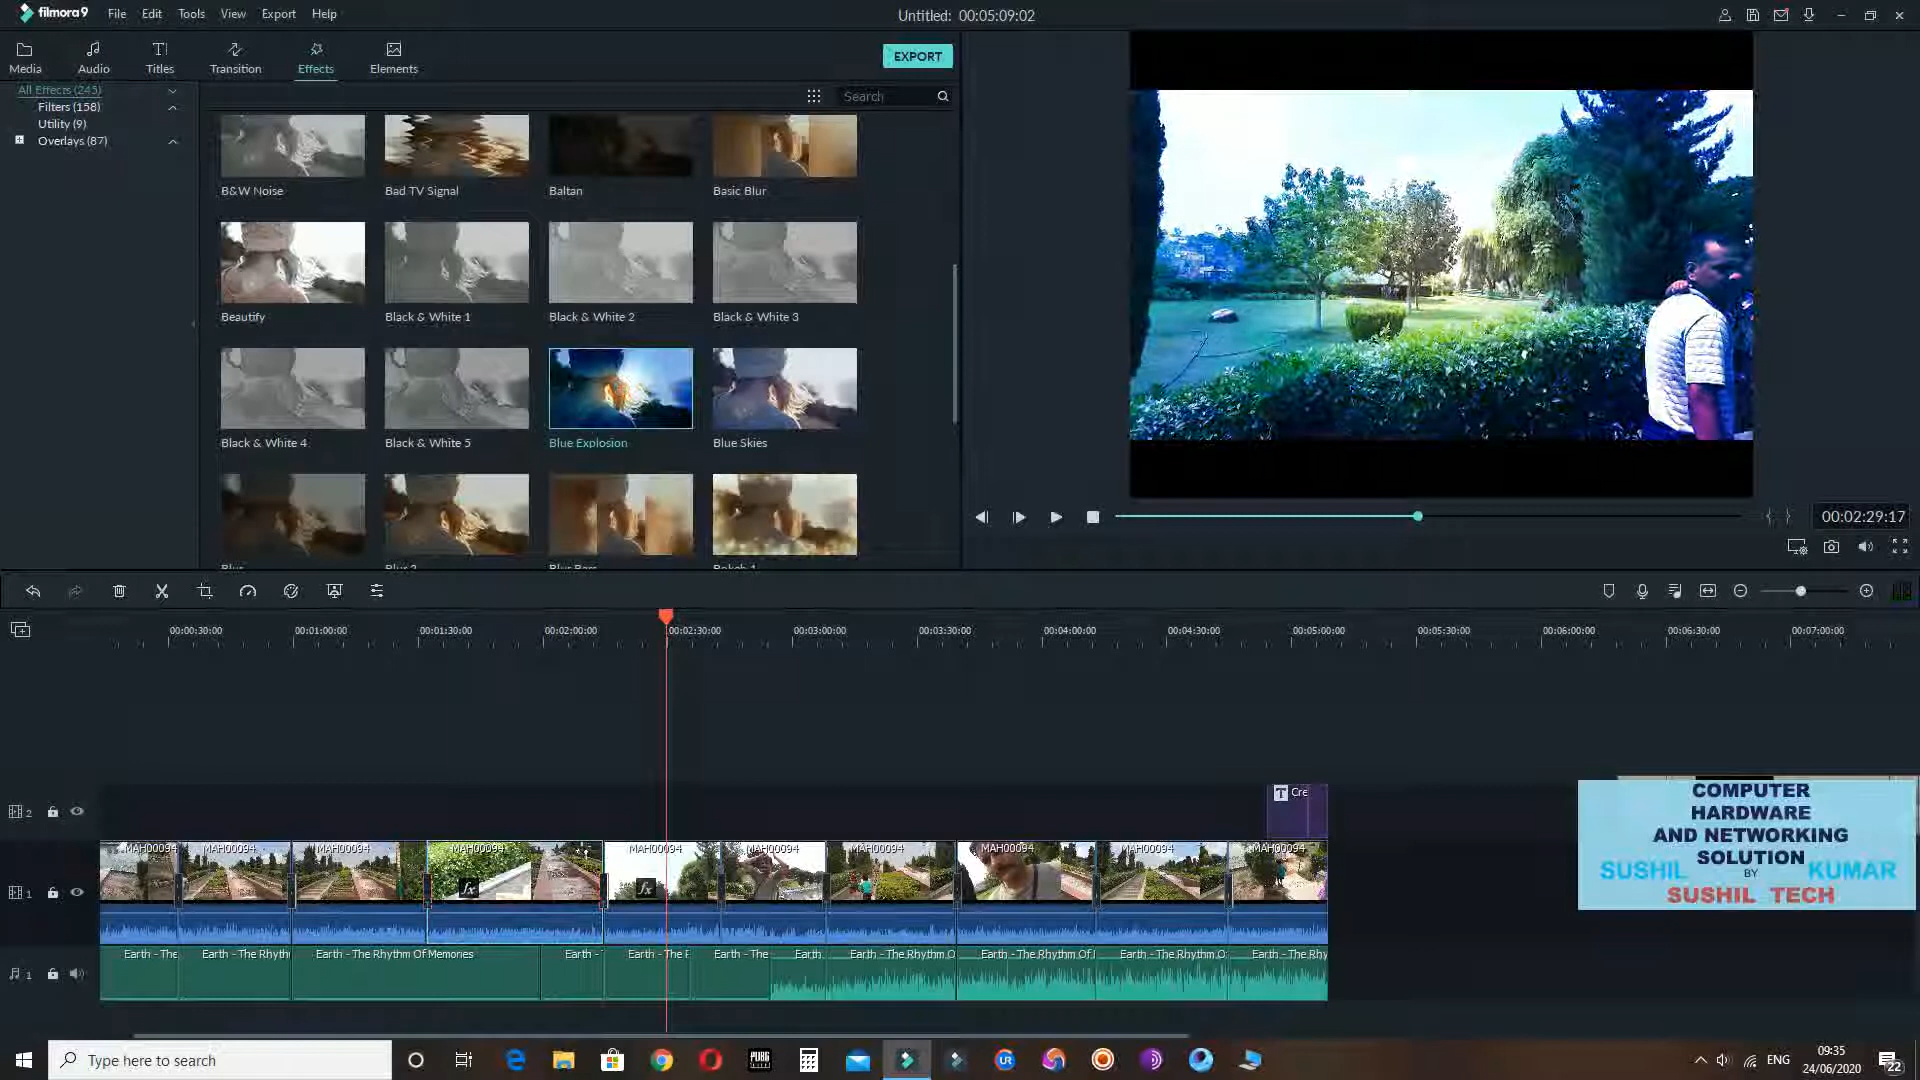 filmora9
File Edit Tools View Export Help
Untitled: 00:05:09:02
Media Audio Titles Transition Effects Elements
EXPORT
All Effects (245)
Filters (158)
Utility (9)
Overlays (87)
Search
B&W Noise Bad TV Signal Baltan Basic Blur
Beautify Black & White 1 Black & White 2 Black & White 3
Black & White 4 Black & White 5 Blue Explosion Blue Skies
00:02:29:17
00:00:30:00 00:01:00:00 00:01:30:00 00:02:00:00 00:02:30:00 00:03:00:00 00:03:30:00 00:04:00:00 00:04:30:00 00:05:00:00 00:05:30:00 00:06:00:00 00:06:30:00 00:07:00:00
2
T Cre
1
MAH00094 MAH00094 MAH00094 MAH00094 MAH00094 MAH00094 MAH00094 MAH00094 MAH00094 MAH00094
fx fx
1
Earth - The Earth - The Rhyth Earth - The Rhythm Of Memories Earth - Earth - The Earth - The Earth Earth - The Rhythm O Earth - The Rhythm Of Earth - The Rhythm O Earth - The Rhy
COMPUTER
HARDWARE
AND NETWORKING
SOLUTION
SUSHIL BY KUMAR
SUSHIL TECH
Type here to search
PUBG
UR
ENG
09:35
24/06/2020
22